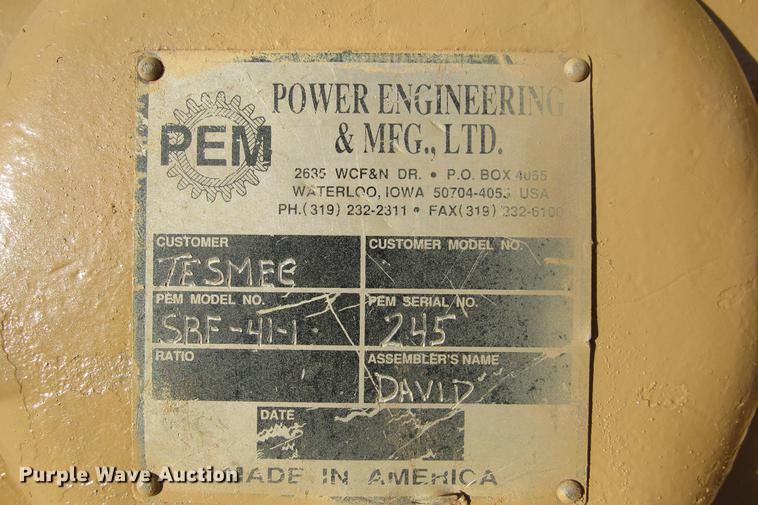 PEM
POWER ENGINEERING
& MFG., LTD.
2635 WCF&N DR. • P.O. BOX 4055
WATERLOO, IOWA 50704-4055 USA
PH.(319) 232-2311 • FAX(319) 232-6100
CUSTOMER
TESMEC
CUSTOMER MODEL NO.
PEM MODEL NO.
SRF-41-1
PEM SERIAL NO.
245
RATIO
ASSEMBLER'S NAME
DAVID
DATE
MADE IN AMERICA
Purple Wave Auction